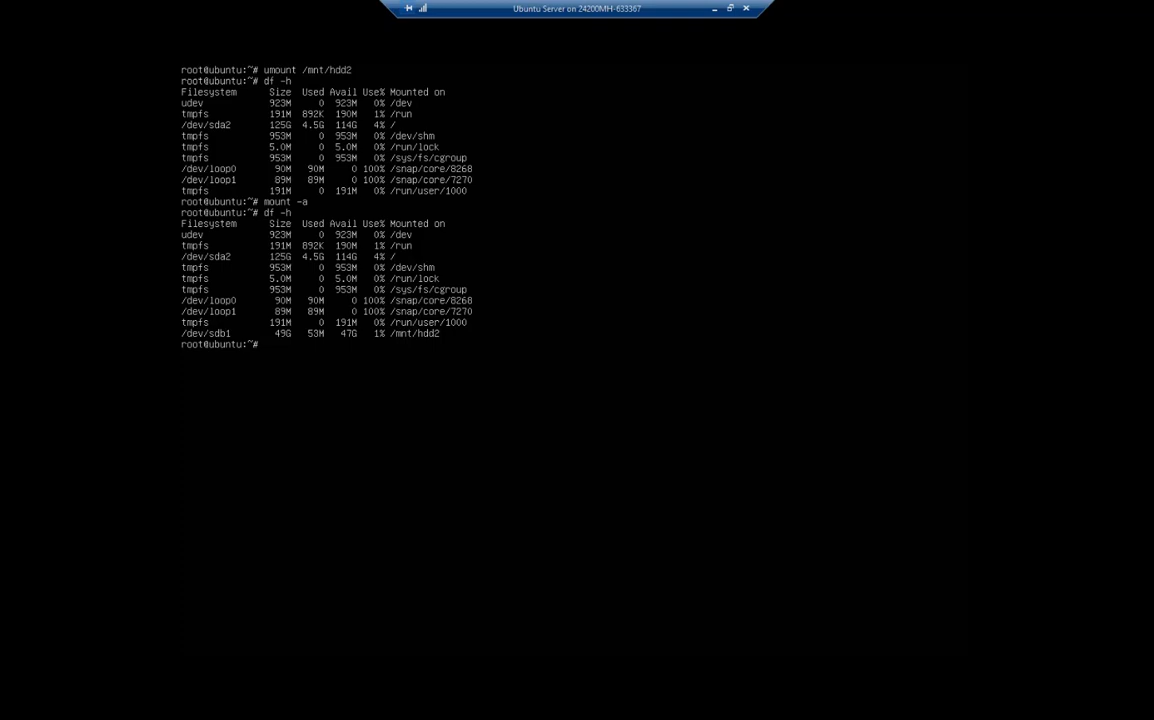 Ubuntu Server on 24200MH-633367
root@ubuntu:~# umount /mnt/hdd2
root@ubuntu:~# df -h
Filesystem Size Used Avail Use% Mounted on
udev 923M 0 923M 0% /dev
tmpfs 191M 892K 190M 1% /run
/dev/sda2 125G 4.5G 114G 4% /
tmpfs 953M 0 953M 0% /dev/shm
tmpfs 5.0M 0 5.0M 0% /run/lock
tmpfs 953M 0 953M 0% /sys/fs/cgroup
/dev/loop0 90M 90M 0 100% /snap/core/8268
/dev/loop1 89M 89M 0 100% /snap/core/7270
tmpfs 191M 0 191M 0% /run/user/1000
root@ubuntu:~# mount -a
root@ubuntu:~# df -h
Filesystem Size Used Avail Use% Mounted on
udev 923M 0 923M 0% /dev
tmpfs 191M 892K 190M 1% /run
/dev/sda2 125G 4.5G 114G 4% /
tmpfs 953M 0 953M 0% /dev/shm
tmpfs 5.0M 0 5.0M 0% /run/lock
tmpfs 953M 0 953M 0% /sys/fs/cgroup
/dev/loop0 90M 90M 0 100% /snap/core/8268
/dev/loop1 89M 89M 0 100% /snap/core/7270
tmpfs 191M 0 191M 0% /run/user/1000
/dev/sdb1 49G 53M 47G 1% /mnt/hdd2
root@ubuntu:~#